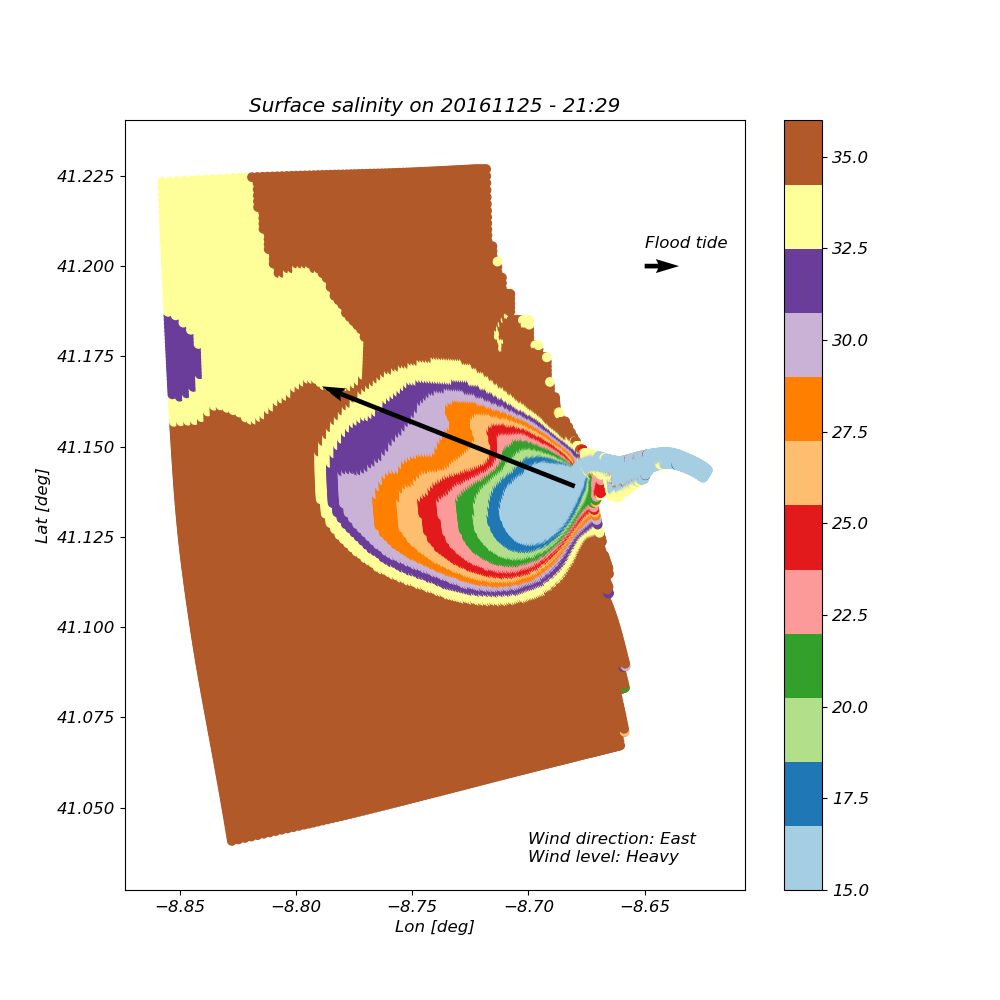 Surface salinity on 20161125 - 21:29
41.225
41.200
41.175
41.150
41.125
41.100
41.075
41.050
Lat [deg]
Flood tide
Wind direction: East
Wind level: Heavy
−8.85 −8.80 −8.75 −8.70 −8.65
Lon [deg]
35.0
32.5
30.0
27.5
25.0
22.5
20.0
17.5
15.0